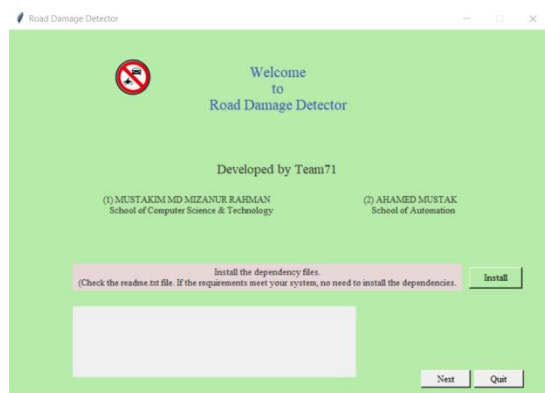 Road Damage Detector
Welcome
to
Road Damage Detector
Developed by Team71
(1) MUSTAKIM MD MIZANUR RAHMAN
School of Computer Science & Technology
(2) AHAMED MUSTAK
School of Automation
Install the dependency files.
(Check the readme.txt file. If the requirements meet your system, no need to install the dependencies.
Install
Next
Quit